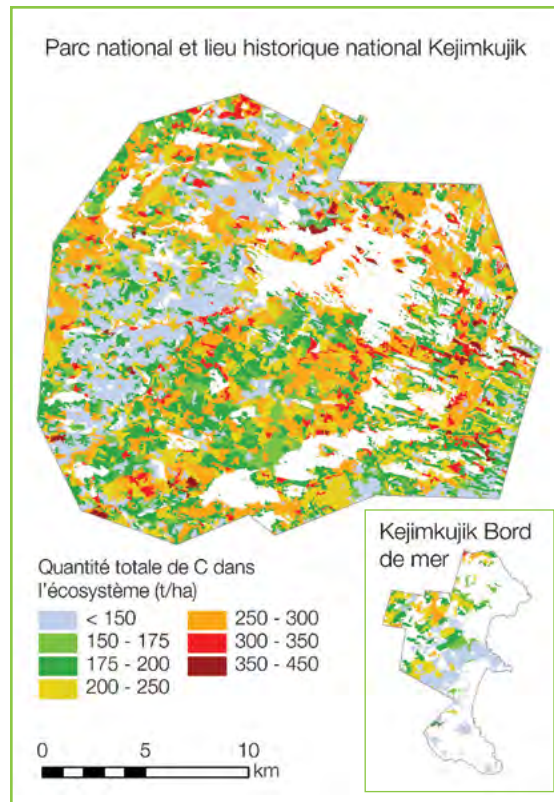 Parc national et lieu historique national Kejimkujik
Kejimkujik Bord
de mer
Quantité totale de C dans
l'écosystème (t/ha)
< 150
150 - 175
175 - 200
200 - 250
250 - 300
300 - 350
350 - 450
0 5 10
km